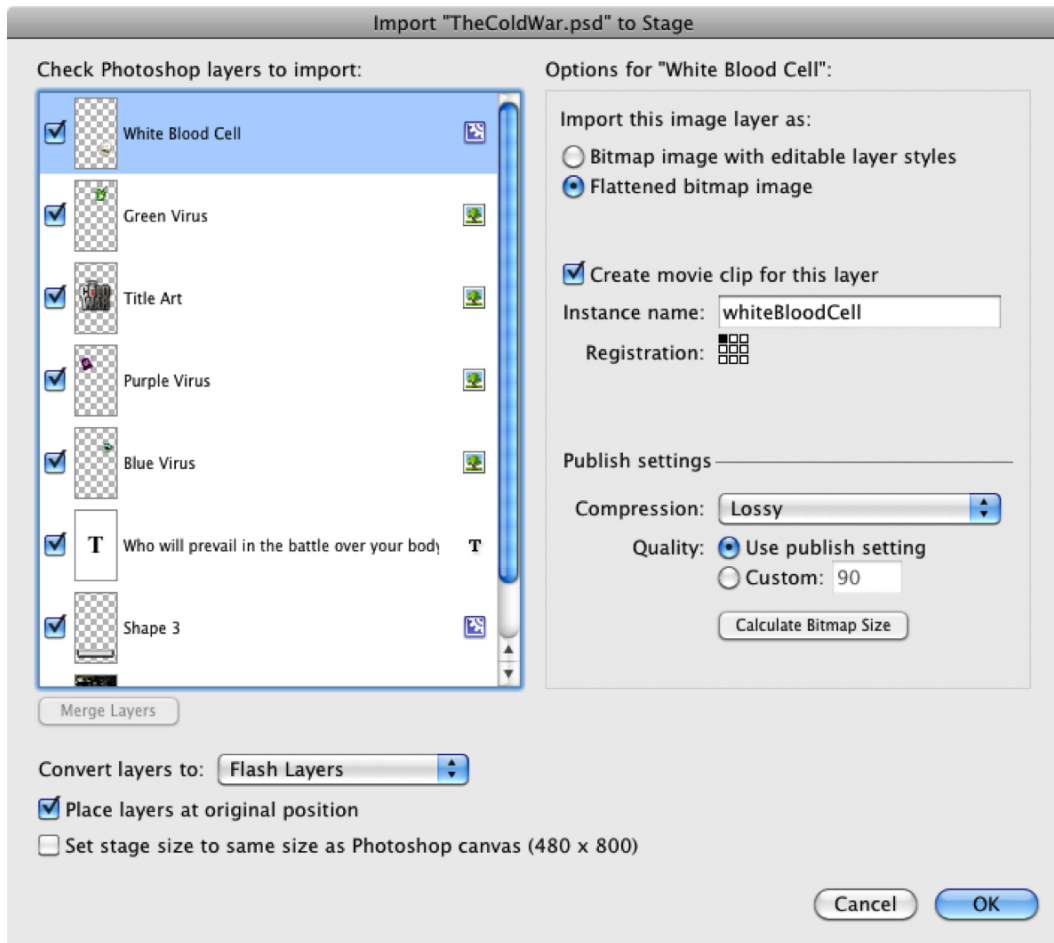 Import "TheColdWar.psd" to Stage
Check Photoshop layers to import:
White Blood Cell
Green Virus
Title Art
Purple Virus
Blue Virus
T Who will prevail in the battle over your body T
Shape 3
Merge Layers
Convert layers to: Flash Layers
Place layers at original position
Set stage size to same size as Photoshop canvas (480 x 800)
Options for "White Blood Cell":
Import this image layer as:
Bitmap image with editable layer styles
Flattened bitmap image
Create movie clip for this layer
Instance name: whiteBloodCell
Registration:
Publish settings
Compression: Lossy
Quality: Use publish setting
Custom: 90
Calculate Bitmap Size
Cancel OK